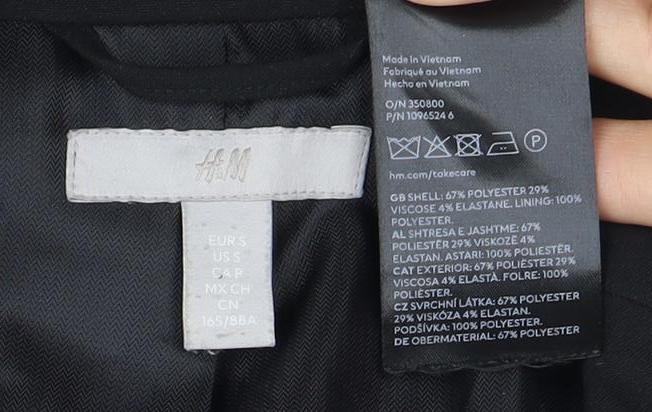 H&M
EUR S
US S
CA P
MX CH
CN
165/88A
Made in Vietnam
Fabriqué au Vietnam
Hecho en Vietnam
O/N 350800
P/N 1096524 6
P
hm.com/takecare
GB SHELL: 67% POLYESTER 29%
VISCOSE 4% ELASTANE. LINING: 100%
POLYESTER.
AL SHTRESA E JASHTME: 67%
POLIESTËR 29% VISKOZË 4%
ELASTAN. ASTARI: 100% POLIESTËR.
CAT EXTERIOR: 67% POLIÈSTER 29%
VISCOSA 4% ELASTÀ. FOLRE: 100%
POLIÈSTER.
CZ SVRCHNÍ LÁTKA: 67% POLYESTER
29% VISKÓZA 4% ELASTAN.
PODŠÍVKA: 100% POLYESTER.
DE OBERMATERIAL: 67% POLYESTER